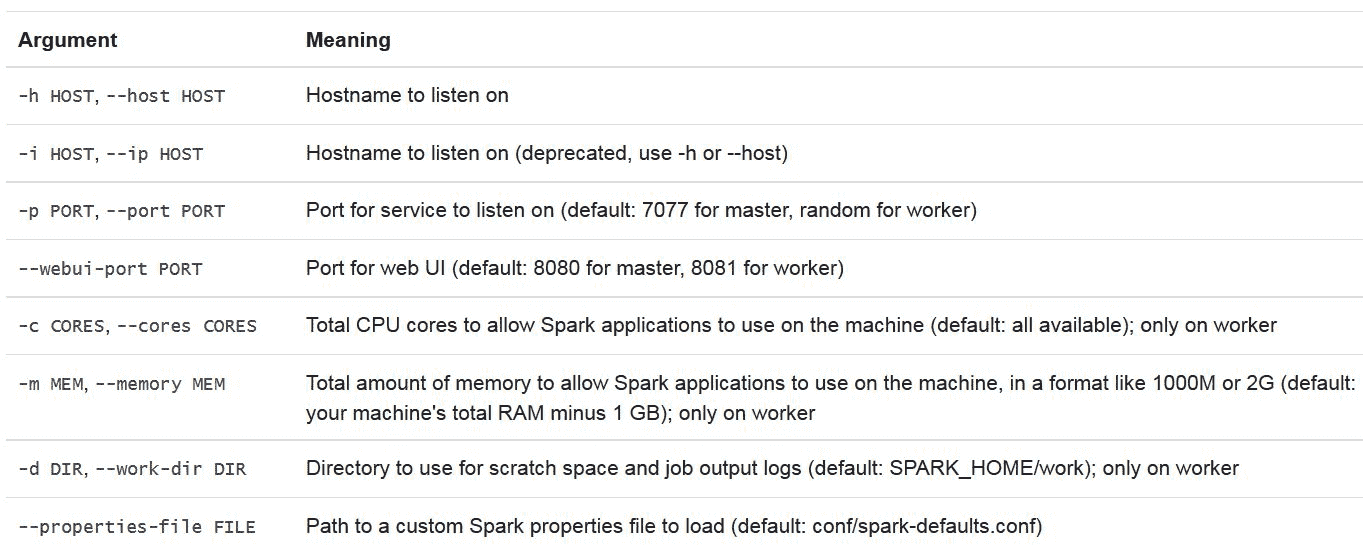 Argument Meaning
-h HOST, --host HOST Hostname to listen on
-i HOST, --ip HOST Hostname to listen on (deprecated, use -h or --host)
-p PORT, --port PORT Port for service to listen on (default: 7077 for master, random for worker)
--webui-port PORT Port for web UI (default: 8080 for master, 8081 for worker)
-c CORES, --cores CORES Total CPU cores to allow Spark applications to use on the machine (default: all available); only on worker
-m MEM, --memory MEM Total amount of memory to allow Spark applications to use on the machine, in a format like 1000M or 2G (default:
your machine's total RAM minus 1 GB); only on worker
-d DIR, --work-dir DIR Directory to use for scratch space and job output logs (default: SPARK_HOME/work); only on worker
--properties-file FILE Path to a custom Spark properties file to load (default: conf/spark-defaults.conf)